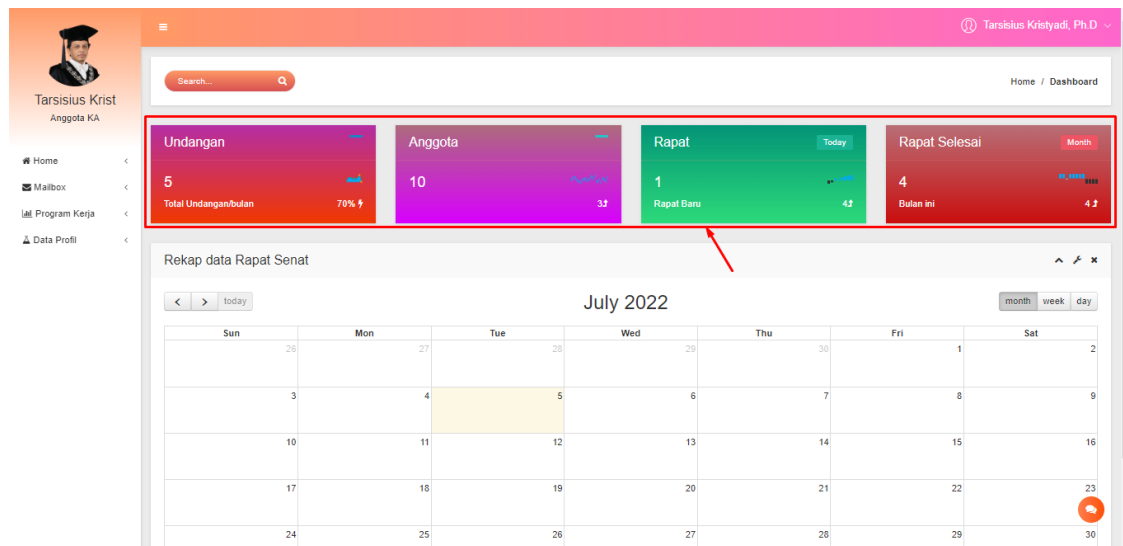 Tarsisius Kristyadi, Ph.D
Tarsisius Krist
Anggota KA
Home
Mailbox
Program Kerja
Data Profil
Search...
Home / Dashboard
Undangan
5
Total Undangan/bulan 70%
Anggota
10
3
Rapat Today
1
Rapat Baru 4
Rapat Selesai Month
4
Bulan ini 4
Rekap data Rapat Senat
today July 2022 month week day
Sun Mon Tue Wed Thu Fri Sat
26 27 28 29 30 1 2
3 4 5 6 7 8 9
10 11 12 13 14 15 16
17 18 19 20 21 22 23
24 25 26 27 28 29 30